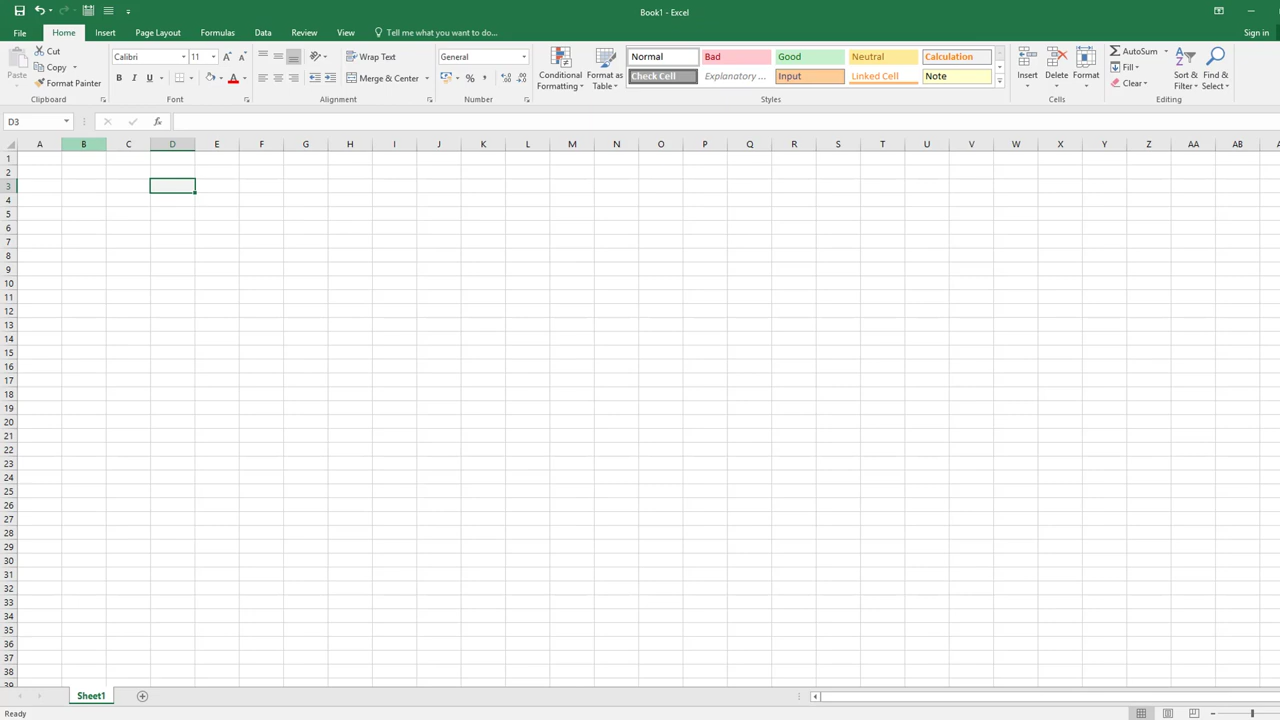 Book1 - Excel
File Home Insert Page Layout Formulas Data Review View Tell me what you want to do... Sign in
Paste Cut Copy Format Painter Clipboard
Calibri 11 B I U A Font
Wrap Text Merge & Center Alignment
General % Number
Conditional Formatting Format as Table
Normal Bad Good Neutral Calculation
Check Cell Explanatory ... Input Linked Cell Note
Styles
Insert Delete Format Cells
AutoSum Fill Clear Sort & Filter Find & Select Editing
D3 fx
A B C D E F G H I J K L M N O P Q R S T U V W X Y Z AA AB
1
2
3
4
5
6
7
8
9
10
11
12
13
14
15
16
17
18
19
20
21
22
23
24
25
26
27
28
29
30
31
32
33
34
35
36
37
38
39
Sheet1
Ready